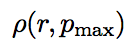 ρ(r, p_max)